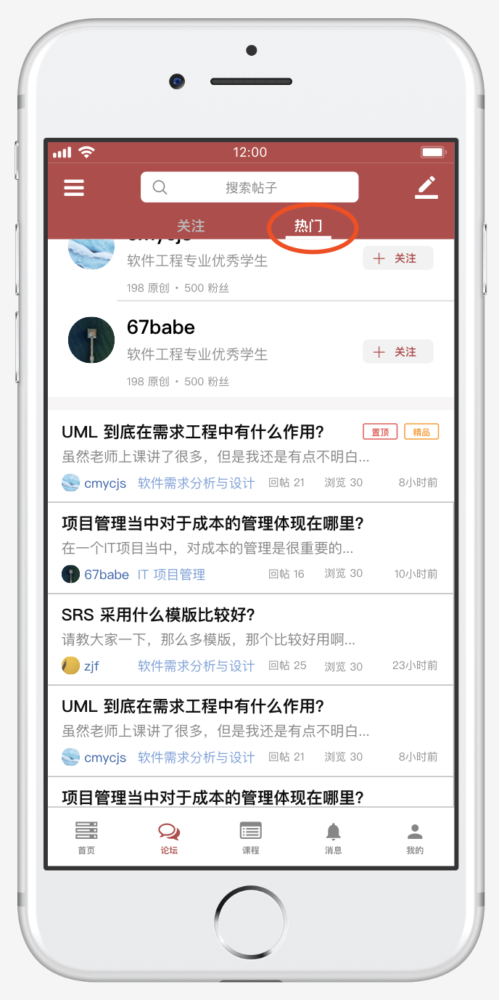 12:00
搜索帖子
关注 热门
cmycjs
软件工程专业优秀学生
+ 关注
198 原创 · 500 粉丝
67babe
软件工程专业优秀学生
+ 关注
198 原创 · 500 粉丝
UML 到底在需求工程中有什么作用? 置顶 精品
虽然老师上课讲了很多，但是我还是有点不明白...
cmycjs 软件需求分析与设计 回帖 21 浏览 30 8小时前
项目管理当中对于成本的管理体现在哪里?
在一个IT项目当中，对成本的管理是很重要的...
67babe IT 项目管理 回帖 16 浏览 30 10小时前
SRS 采用什么模版比较好?
请教大家一下，那么多模版，那个比较好用啊...
zjf 软件需求分析与设计 回帖 25 浏览 30 23小时前
UML 到底在需求工程中有什么作用?
虽然老师上课讲了很多，但是我还是有点不明白...
cmycjs 软件需求分析与设计 回帖 21 浏览 30 8小时前
项目管理当中对于成本的管理体现在哪里?
首页 论坛 课程 消息 我的